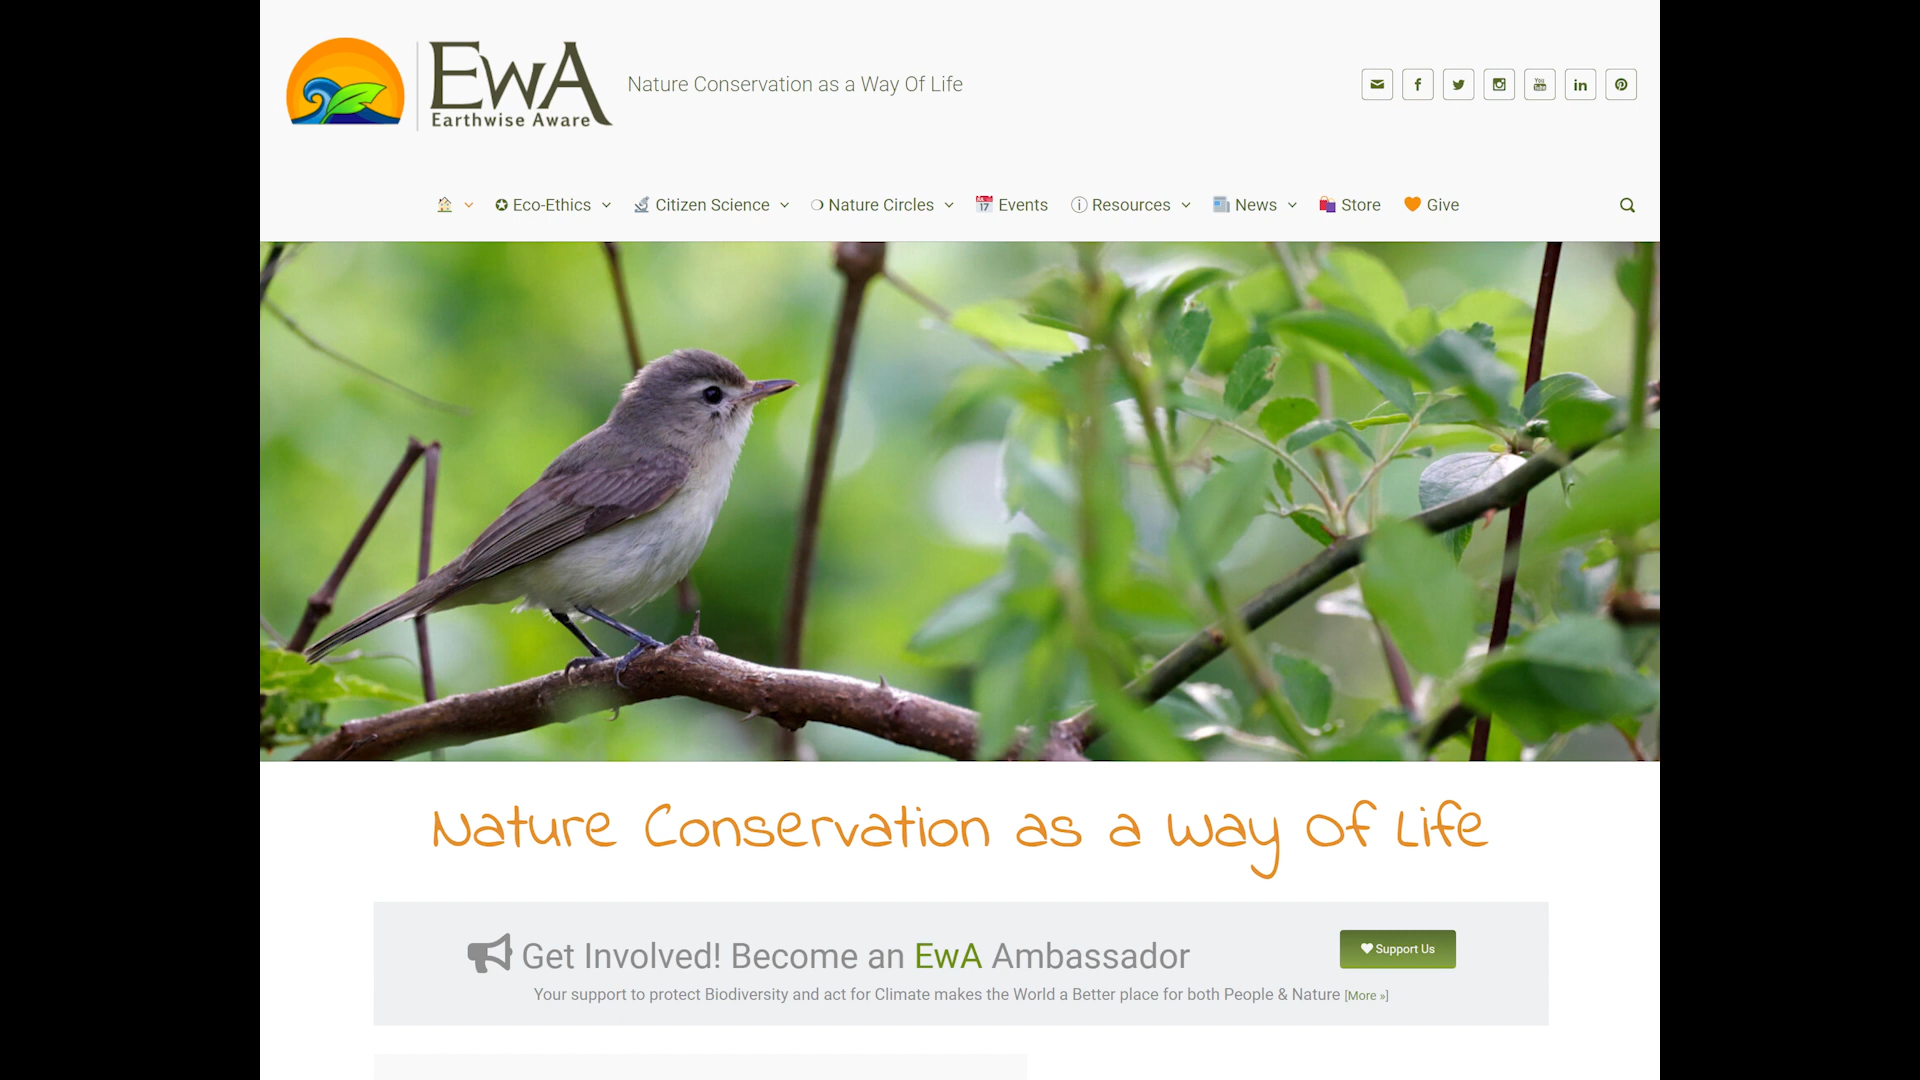 EwA
Earthwise Aware
Nature Conservation as a Way Of Life
Eco-Ethics Citizen Science Nature Circles 17 Events Resources News Store Give
Nature Conservation as a Way Of Life
Get Involved! Become an EwA Ambassador
Support Us
Your support to protect Biodiversity and act for Climate makes the World a Better place for both People & Nature [More »]